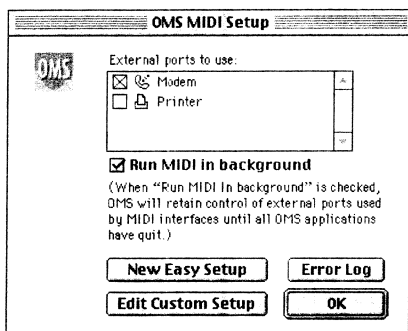 OMS MIDI Setup
OMS
External ports to use:
Modem
Printer
Run MIDI in background
(When "Run MIDI In background" is checked,
OMS will retain control of external ports used
by MIDI interfaces until all OMS applications
have quit.)
New Easy Setup
Error Log
Edit Custom Setup
OK